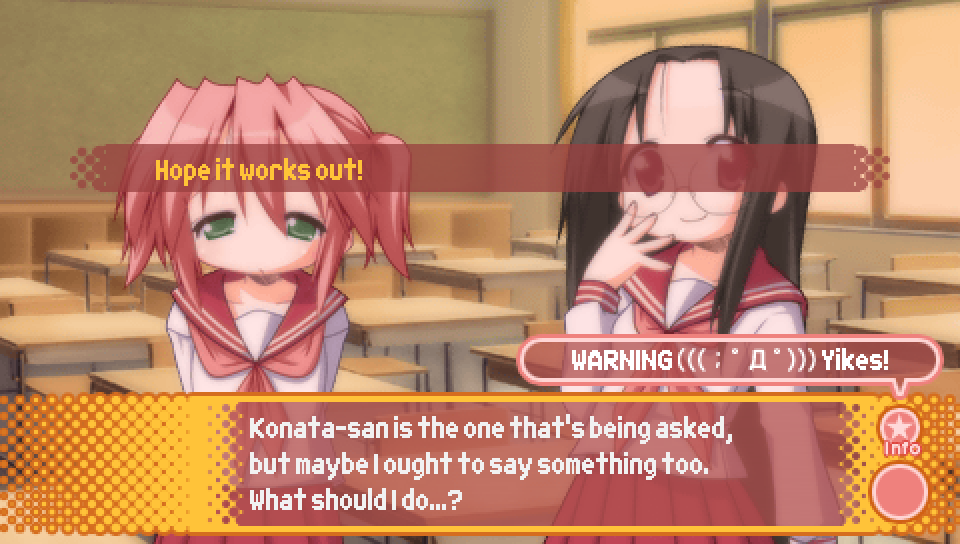 Hope it works out!
WARNING(((；ﾟДﾟ)))Yikes!
Konata-san is the one that's being asked,
but maybe I ought to say something too.
What should I do...?
Info